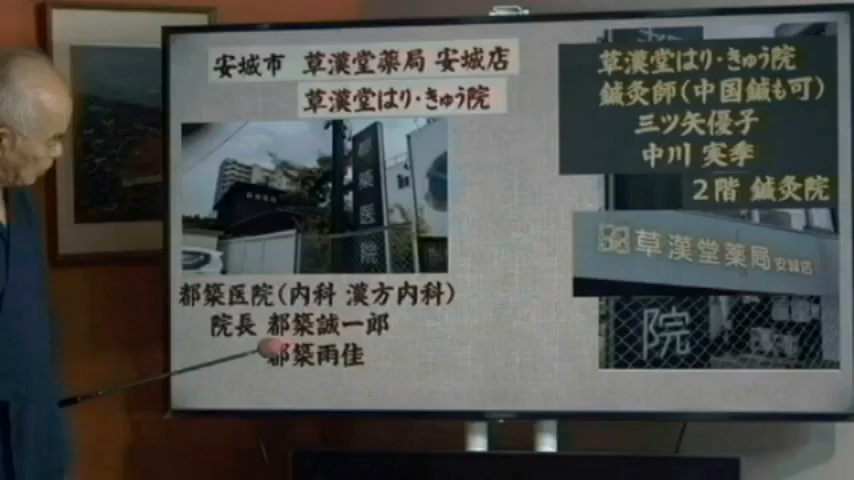 安城市 草漢堂薬局 安城店
草漢堂はり・きゅう院
都築医院
都築医院(内科 漢方内科)
院長 都築誠一郎
都築雨佳
草漢堂はり・きゅう院
鍼灸師(中国鍼も可)
三ツ矢優子
中川 実季
2階 鍼灸院
草漢堂薬局 安城店
院